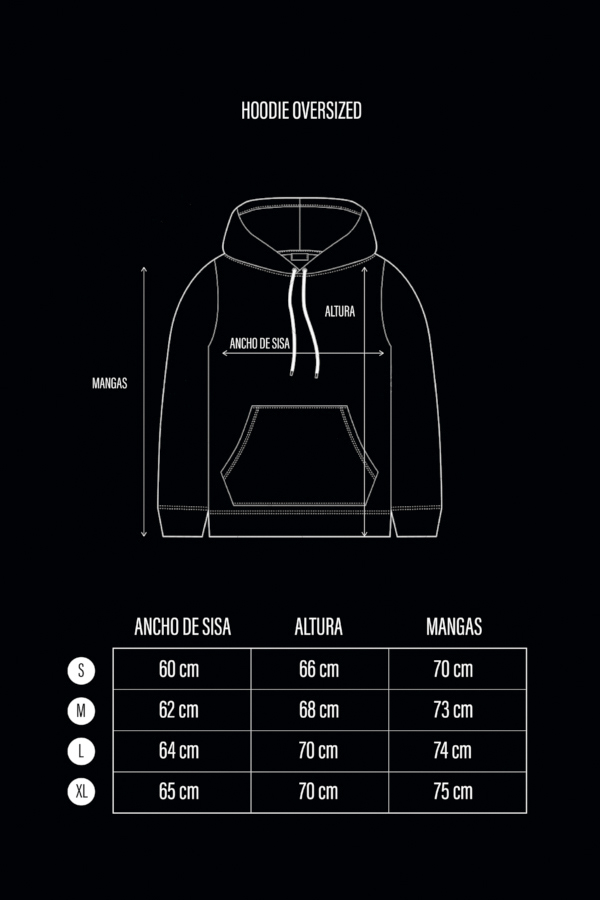 HOODIE OVERSIZED
ALTURA
ANCHO DE SISA
MANGAS
ANCHO DE SISA ALTURA MANGAS
S 60 cm 66 cm 70 cm
M 62 cm 68 cm 73 cm
L 64 cm 70 cm 74 cm
XL 65 cm 70 cm 75 cm